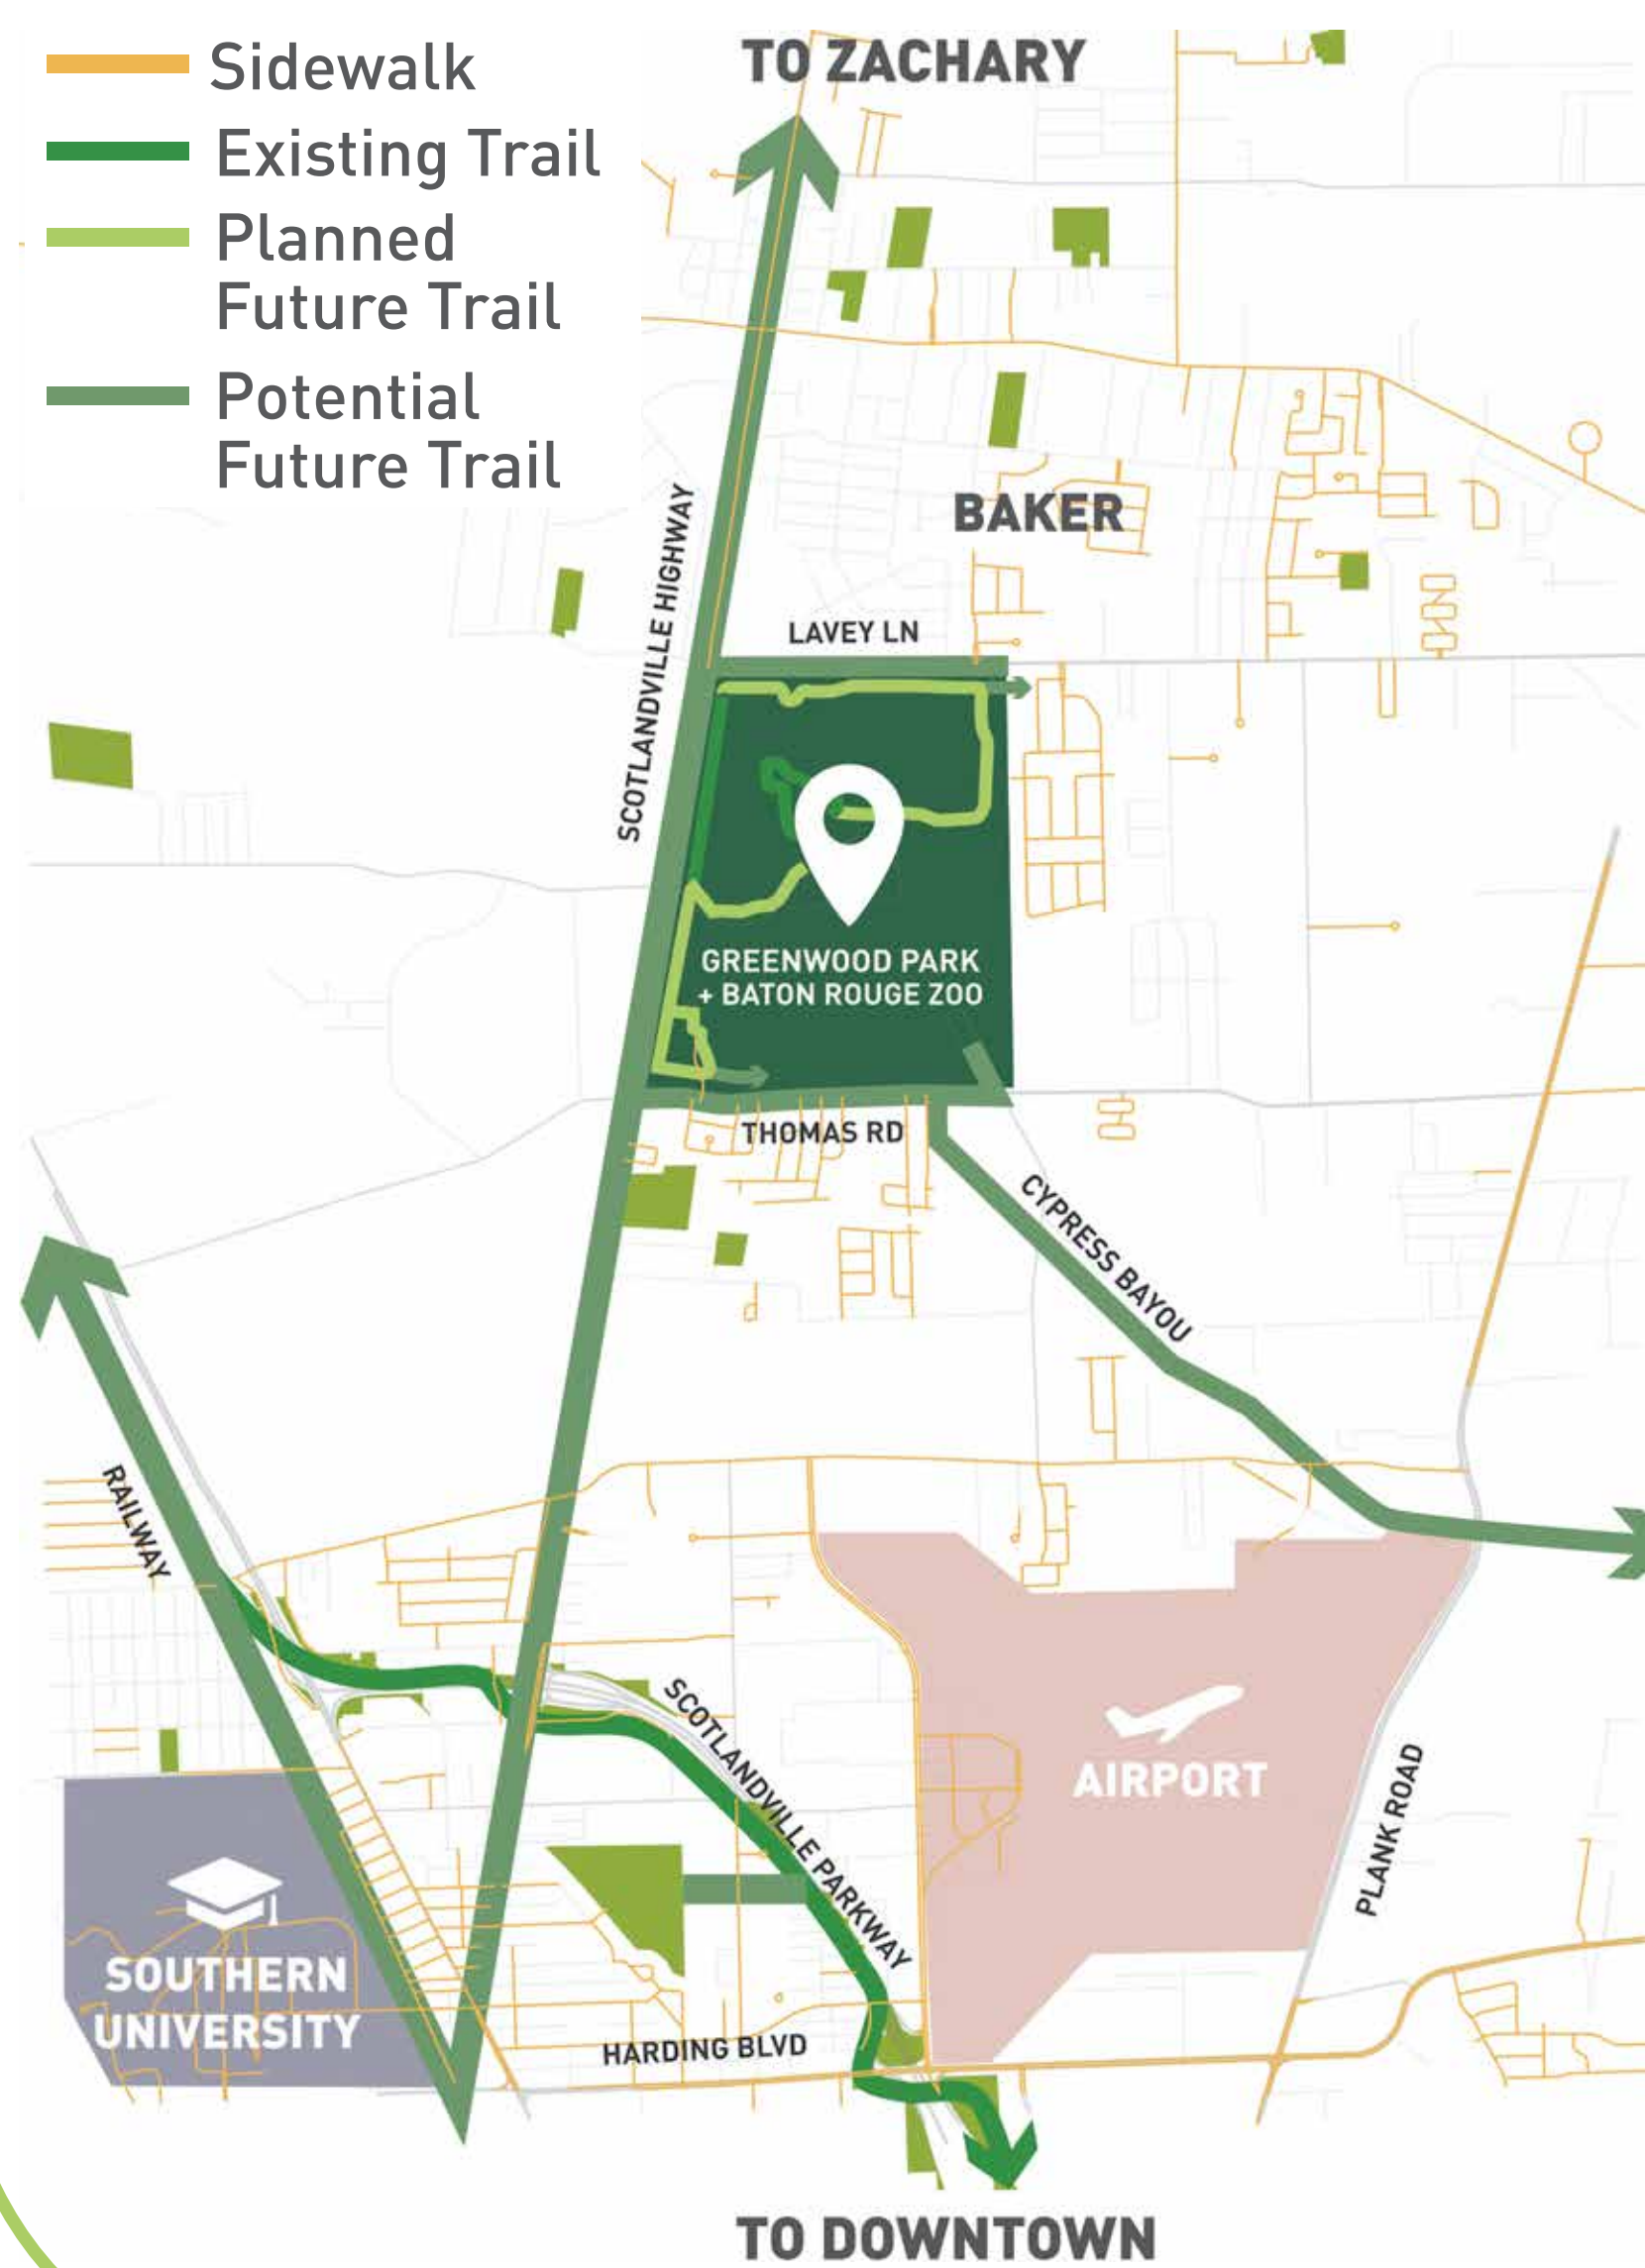 Sidewalk
Existing Trail
Planned
Future Trail
Potential
Future Trail
TO ZACHARY
BAKER
SCOTLANDVILLE HIGHWAY
LAVEY LN
GREENWOOD PARK
+ BATON ROUGE ZOO
THOMAS RD
CYPRESS BAYOU
RAILWAY
SCOTLANDVILLE PARKWAY
AIRPORT
PLANK ROAD
SOUTHERN
UNIVERSITY
HARDING BLVD
TO DOWNTOWN